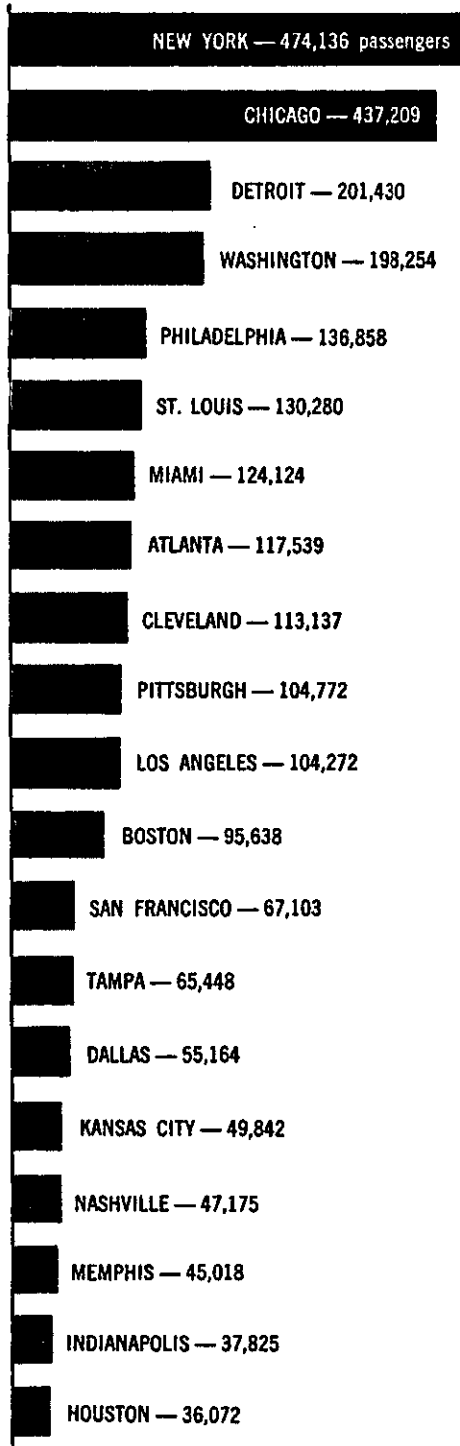 NEW YORK — 474,136 passengers
CHICAGO — 437,209
DETROIT — 201,430
WASHINGTON — 198,254
PHILADELPHIA — 136,858
ST. LOUIS — 130,280
MIAMI — 124,124
ATLANTA — 117,539
CLEVELAND — 113,137
PITTSBURGH — 104,772
LOS ANGELES — 104,272
BOSTON — 95,638
SAN FRANCISCO — 67,103
TAMPA — 65,448
DALLAS — 55,164
KANSAS CITY — 49,842
NASHVILLE — 47,175
MEMPHIS — 45,018
INDIANAPOLIS — 37,825
HOUSTON — 36,072